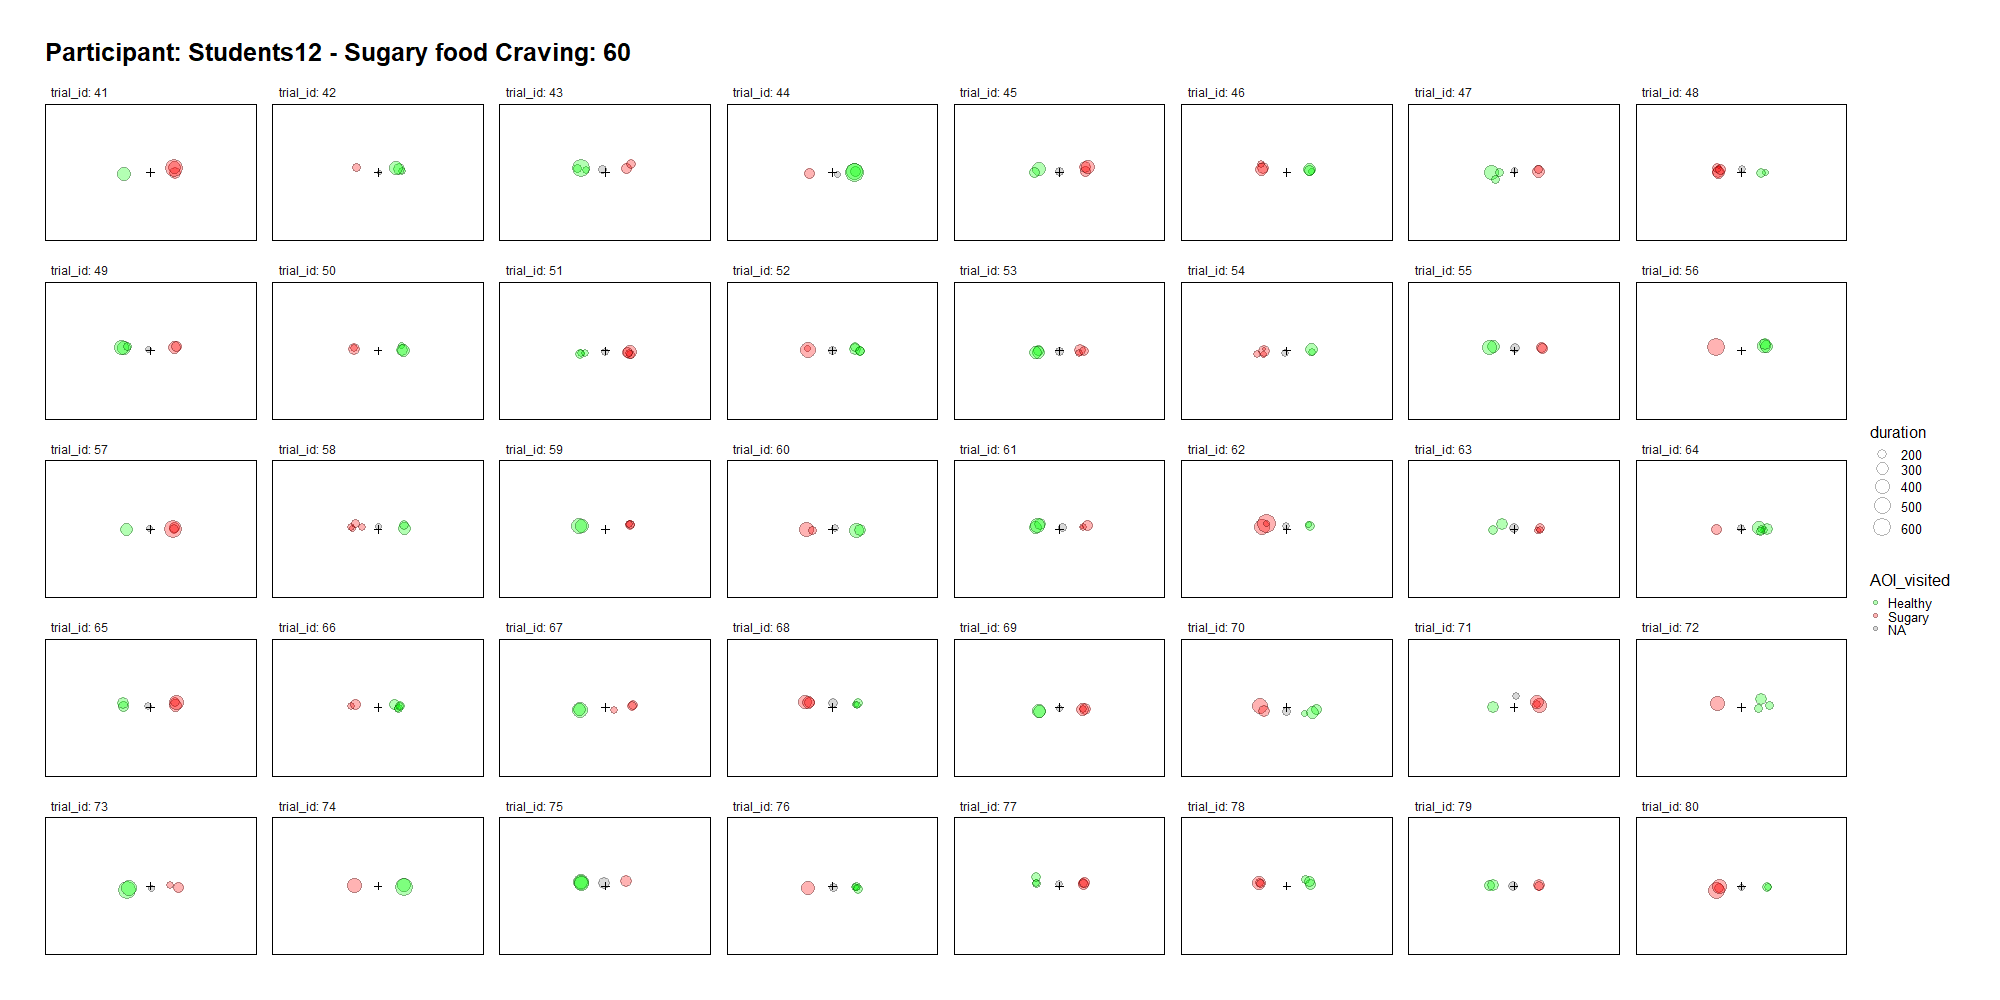 Participant: Students12 - Sugary food Craving: 60
trial_id: 41
trial_id: 42
trial_id: 43
trial_id: 44
trial_id: 45
trial_id: 46
trial_id: 47
trial_id: 48
trial_id: 49
trial_id: 50
trial_id: 51
trial_id: 52
trial_id: 53
trial_id: 54
trial_id: 55
trial_id: 56
trial_id: 57
trial_id: 58
trial_id: 59
trial_id: 60
trial_id: 61
trial_id: 62
trial_id: 63
trial_id: 64
trial_id: 65
trial_id: 66
trial_id: 67
trial_id: 68
trial_id: 69
trial_id: 70
trial_id: 71
trial_id: 72
trial_id: 73
trial_id: 74
trial_id: 75
trial_id: 76
trial_id: 77
trial_id: 78
trial_id: 79
trial_id: 80
duration
200
300
400
500
600
AOI_visited
Healthy
Sugary
NA